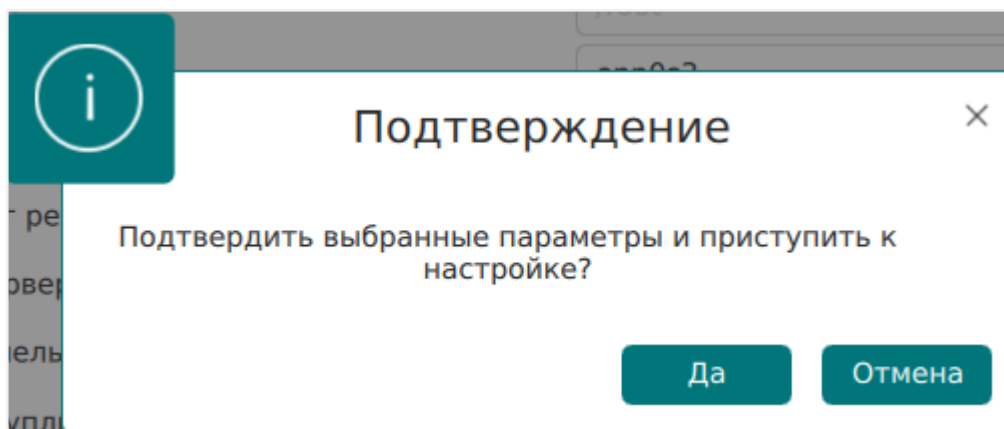 Подтверждение
Подтвердить выбранные параметры и приступить к
настройке?
Да
Отмена